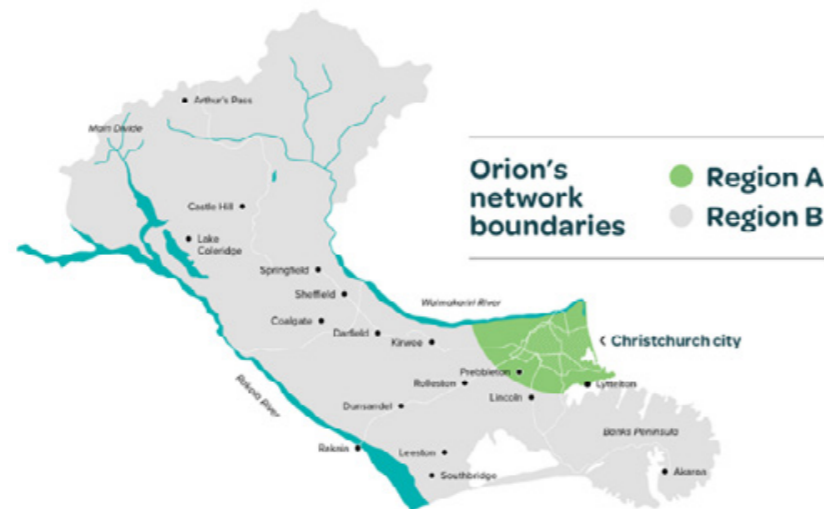 Arthur's Pass
Main Divide
Orion's
network
boundaries
Region A
Region B
Castle Hill
Lake
Coleridge
Springfield
Sheffield
Waimakariri River
Coalgate
Darfield
Kirwee
Christchurch city
Prebbleton
Rolleston
Lyttelton
Rakaia River
Lincoln
Dunsandel
Banks Peninsula
Rakaia
Leeston
Akaroa
Southbridge